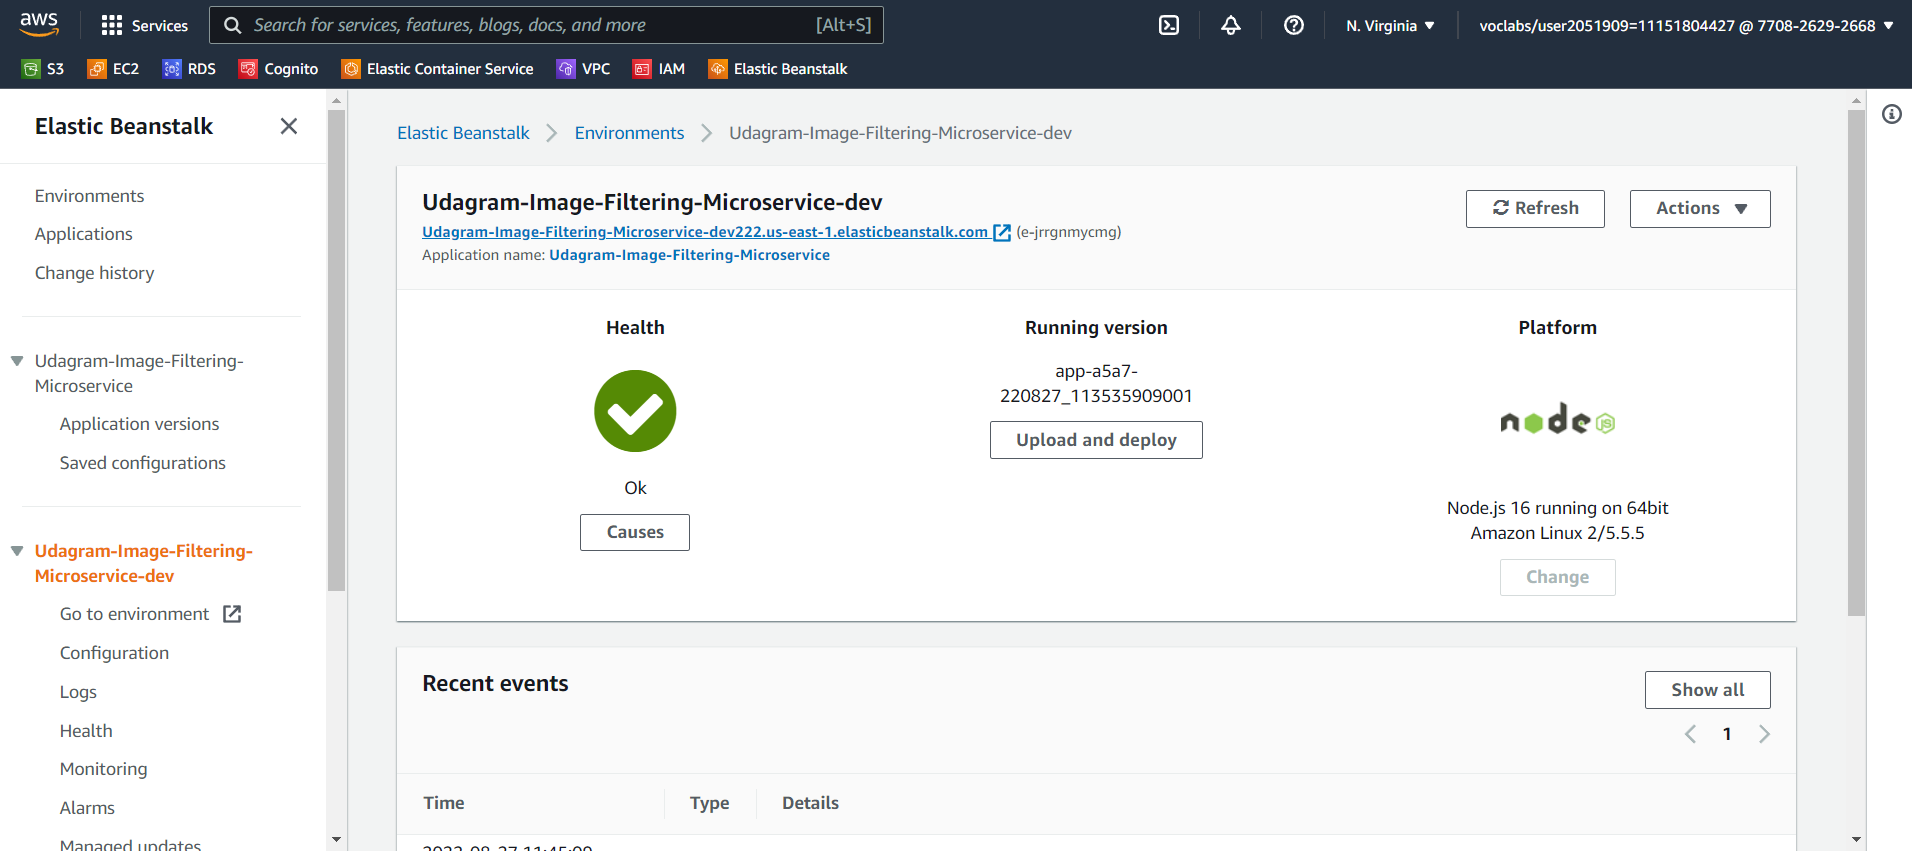 aws
Services
Search for services, features, blogs, docs, and more
[Alt+S]
N. Virginia
voclabs/user2051909=11151804427 @ 7708-2629-2668
S3
EC2
RDS
Cognito
Elastic Container Service
VPC
IAM
Elastic Beanstalk
Elastic Beanstalk
Environments
Applications
Change history
Udagram-Image-Filtering-
Microservice
Application versions
Saved configurations
Udagram-Image-Filtering-
Microservice-dev
Go to environment
Configuration
Logs
Health
Monitoring
Alarms
Managed updates
Elastic Beanstalk
Environments
Udagram-Image-Filtering-Microservice-dev
Udagram-Image-Filtering-Microservice-dev
Udagram-Image-Filtering-Microservice-dev222.us-east-1.elasticbeanstalk.com (e-jrrgnmycmg)
Application name: Udagram-Image-Filtering-Microservice
Refresh
Actions
Health
Ok
Causes
Running version
app-a5a7-
220827_113535909001
Upload and deploy
Platform
node JS
Node.js 16 running on 64bit
Amazon Linux 2/5.5.5
Change
Recent events
Show all
1
Time
Type
Details